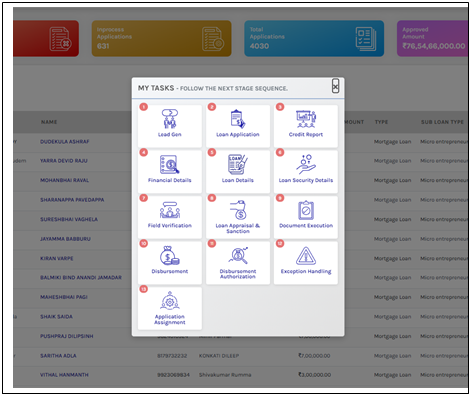 Inprocess
Applications
631
Total
Applications
4030
Approved
Amount
₹76,54,66,000.00
MY TASKS - FOLLOW THE NEXT STAGE SEQUENCE.
NAME
MOUNT
TYPE
SUB LOAN TYPE
1
Lead Gen
2
Loan Application
3
Credit Report
4
Financial Details
5
Loan Details
6
Loan Security Details
7
Field Verification
8
Loan Appraisal &
Sanction
9
Document Execution
10
Disbursement
11
Disbursement
Authorization
12
Exception Handling
13
Application
Assignment
DUDEKULA ASHRAF
Mortgage Loan
Micro entrepreneur
YARRA DEVID RAJU
Mortgage Loan
Micro entrepreneur
MOHANBHAI RAVAL
Mortgage Loan
Micro entrepreneur
SHARANAPPA PAVEDAPPA
Mortgage Loan
Micro entrepreneur
SURESHBHAI VAGHELA
Mortgage Loan
Micro entrepreneur
JAYAMMA BABBURU
Mortgage Loan
Micro entrepreneur
KIRAN VARPE
Mortgage Loan
Micro entrepreneur
BALMIKI BIND ANANDI JAMADAR
Mortgage Loan
Micro entrepreneur
MAHESHBHAI PAGI
Mortgage Loan
Micro entrepreneur
SHAIK SAIDA
Mortgage Loan
Micro entrepreneur
PUSHPRAJ DILIPSINH
Mortgage Loan
Micro entrepreneur
SARITHA ADLA
9179732232
KONKATI DILEEP
₹7,00,000.00
Mortgage Loan
Micro entrepreneur
VITHAL HANMANTH
9923069834
Shivakumar Kumma
₹3,00,000.00
Mortgage Loan
Micro entrepreneur